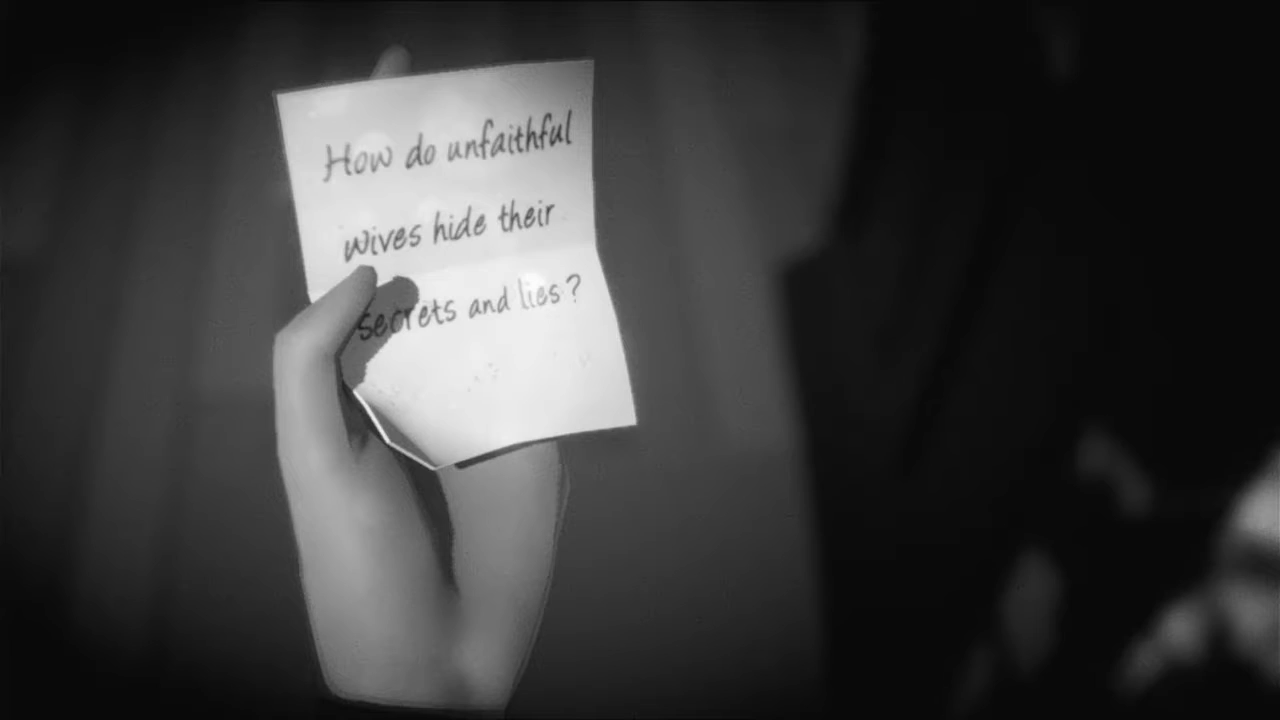 How do unfaithful
wives hide their
secrets and lies?